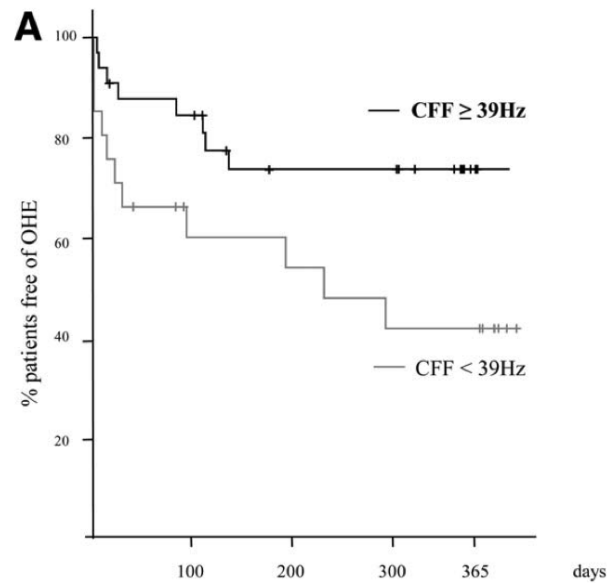 A
100
80
60
40
20
% patients free of OHE
CFF ≥ 39Hz
CFF < 39Hz
100 200 300 365 days